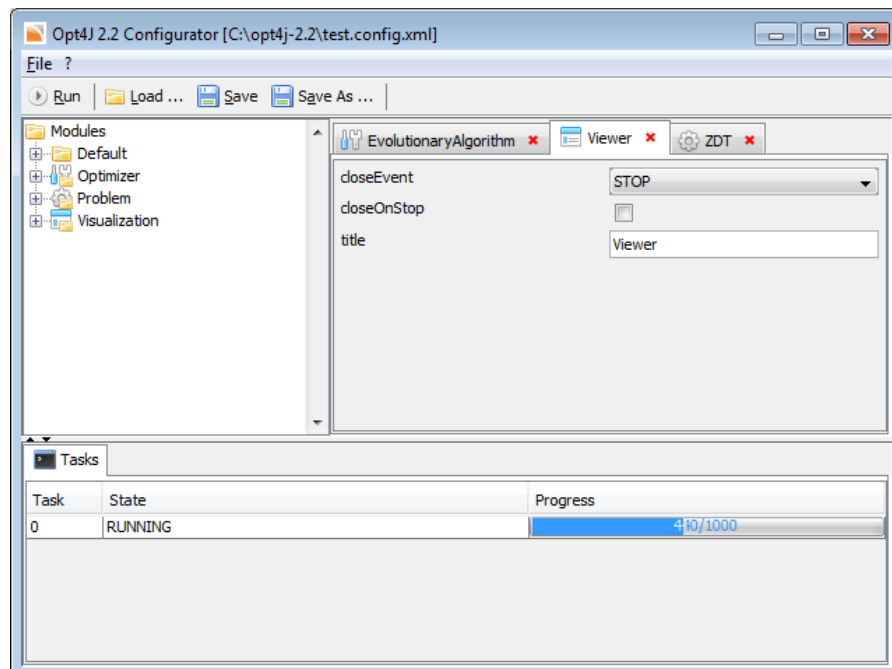 Opt4J 2.2 Configurator [C:\opt4j-2.2\test.config.xml]
File ?
Run Load ... Save Save As ...
Modules
Default
Optimizer
Problem
Visualization
EvolutionaryAlgorithm Viewer ZDT
closeEvent STOP
closeOnStop
title Viewer
Tasks
Task State Progress
0 RUNNING 440/1000